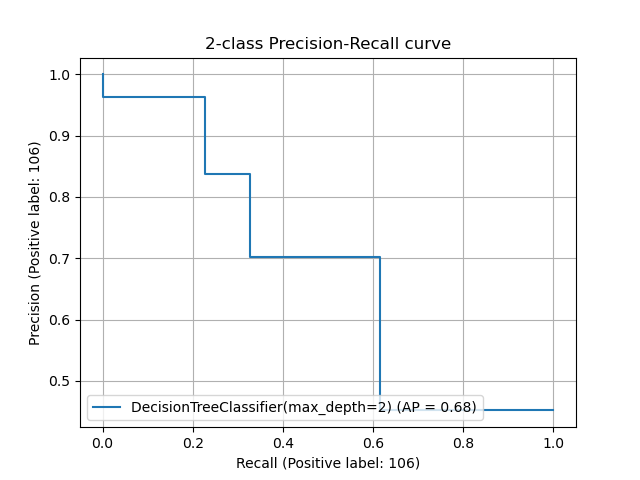 2-class Precision-Recall curve
1.0
0.9
0.8
0.7
0.6
0.5
Precision (Positive label: 106)
DecisionTreeClassifier(max_depth=2) (AP = 0.68)
0.0 0.2 0.4 0.6 0.8 1.0
Recall (Positive label: 106)